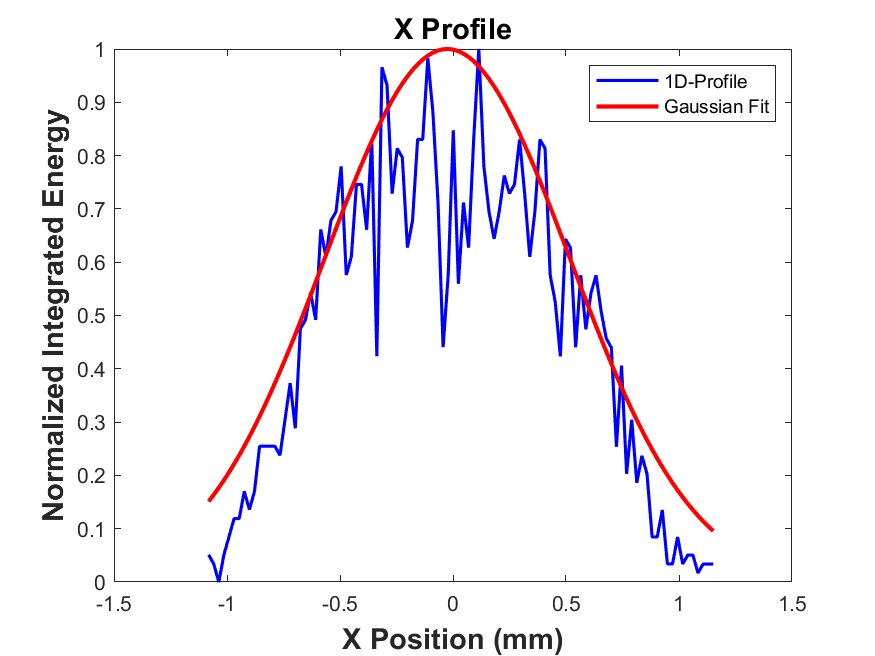 X Profile
1D-Profile
Gaussian Fit
Normalized Integrated Energy
1
0.9
0.8
0.7
0.6
0.5
0.4
0.3
0.2
0.1
0
-1.5 -1 -0.5 0 0.5 1 1.5
X Position (mm)